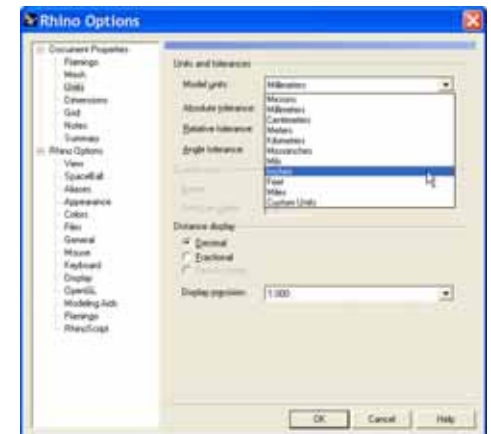 Rhino Options
Document Properties
Flamingo
Mesh
Units
Dimensions
Grid
Notes
Summary
Rhino Options
View
SpaceBall
Aliases
Appearance
Colors
Files
General
Mouse
Keyboard
Display
OpenGL
Modeling Aids
Flamingo
RhinoScript
Units and tolerances
Model units: Millimeters
Microns
Millimeters
Centimeters
Meters
Kilometers
Microinches
Mils
Inches
Feet
Miles
Custom Units
Absolute tolerance:
Relative tolerance:
Angle tolerance:
Distance display
Decimal
Fractional
Display precision: 1.000
OK Cancel Help